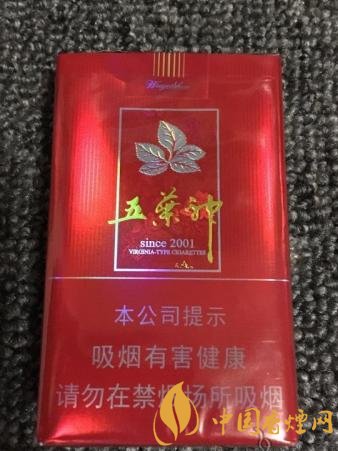 五葉神
since 2001
VIRGINIA-TYPE CIGARETTES
本公司提示
吸烟有害健康
请勿在禁烟场所吸烟
中国香烟网